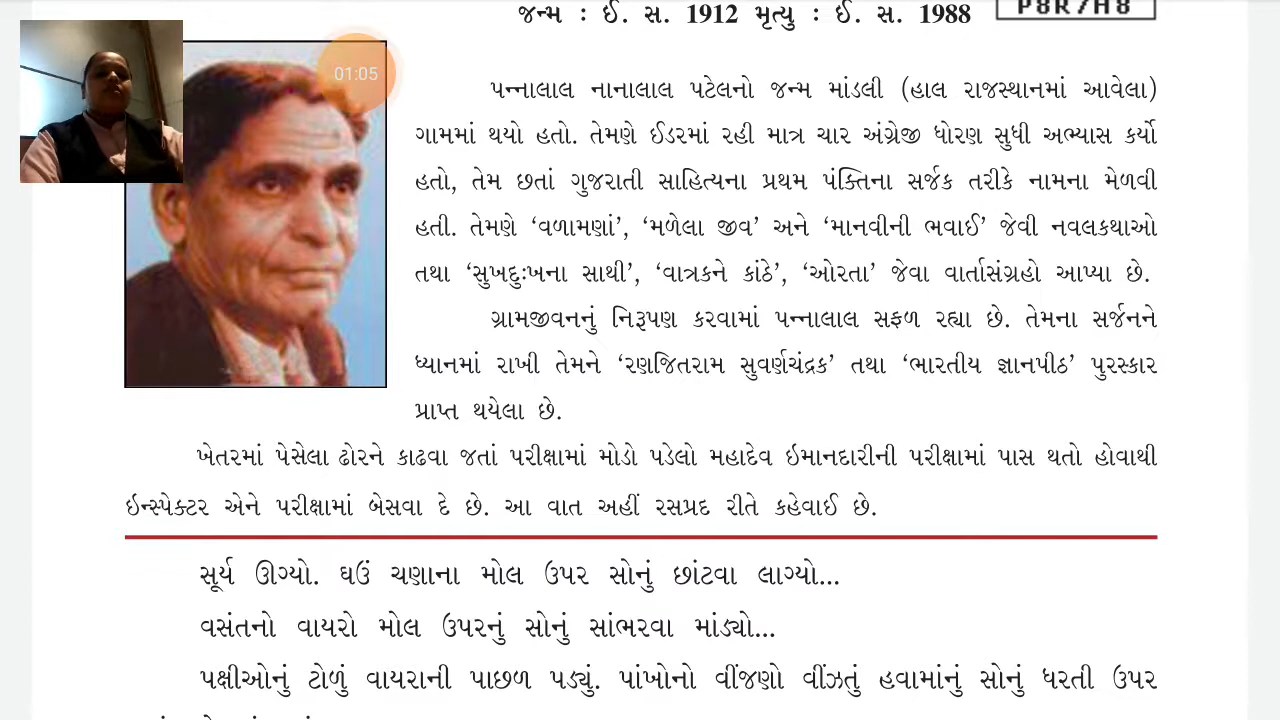 જન્મ : ઈ. સ. 1912 મૃત્યુ : ઈ. સ. 1988
P8R7H8
01:05
પન્નાલાલ નાનાલાલ પટેલનો જન્મ માંડલી (હાલ રાજસ્થાનમાં આવેલા)
ગામમાં થયો હતો. તેમણે ઈડરમાં રહી માત્ર ચાર અંગ્રેજી ધોરણ સુધી અભ્યાસ કર્યો
હતો, તેમ છતાં ગુજરાતી સાહિત્યના પ્રથમ પંક્તિના સર્જક તરીકે નામના મેળવી
હતી. તેમણે ‘વળામણાં’, ‘મળેલા જીવ’ અને ‘માનવીની ભવાઈ’ જેવી નવલકથાઓ
તથા ‘સુખદુઃખના સાથી’, ‘વાત્રકને કાંઠે’, ‘ઓરતા’ જેવા વાર્તાસંગ્રહો આપ્યા છે.
ગ્રામજીવનનું નિરૂપણ કરવામાં પન્નાલાલ સફળ રહ્યા છે. તેમના સર્જનને
ધ્યાનમાં રાખી તેમને ‘રણજિતરામ સુવર્ણચંદ્રક’ તથા ‘ભારતીય જ્ઞાનપીઠ’ પુરસ્કાર
પ્રાપ્ત થયેલા છે.
ખેતરમાં પેસેલા ઢોરને કાઢવા જતાં પરીક્ષામાં મોડો પડેલો મહાદેવ ઇમાનદારીની પરીક્ષામાં પાસ થતો હોવાથી
ઇન્સ્પેક્ટર એને પરીક્ષામાં બેસવા દે છે. આ વાત અહીં રસપ્રદ રીતે કહેવાઈ છે.
સૂર્ય ઊગ્યો. ઘઉં ચણાના મોલ ઉપર સોનું છાંટવા લાગ્યો...
વસંતનો વાયરો મોલ ઉપરનું સોનું સાંભરવા માંડ્યો...
પક્ષીઓનું ટોળું વાયરાની પાછળ પડ્યું. પાંખોનો વીંજણો વીંઝતું હવામાંનું સોનું ધરતી ઉપર